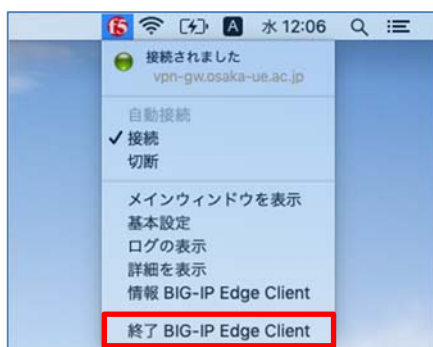 f5 A 水 12:06
接続されました
vpn-gw.osaka-ue.ac.jp
自動接続
✓接続
切断
メインウィンドウを表示
基本設定
ログの表示
詳細を表示
情報 BIG-IP Edge Client
終了 BIG-IP Edge Client